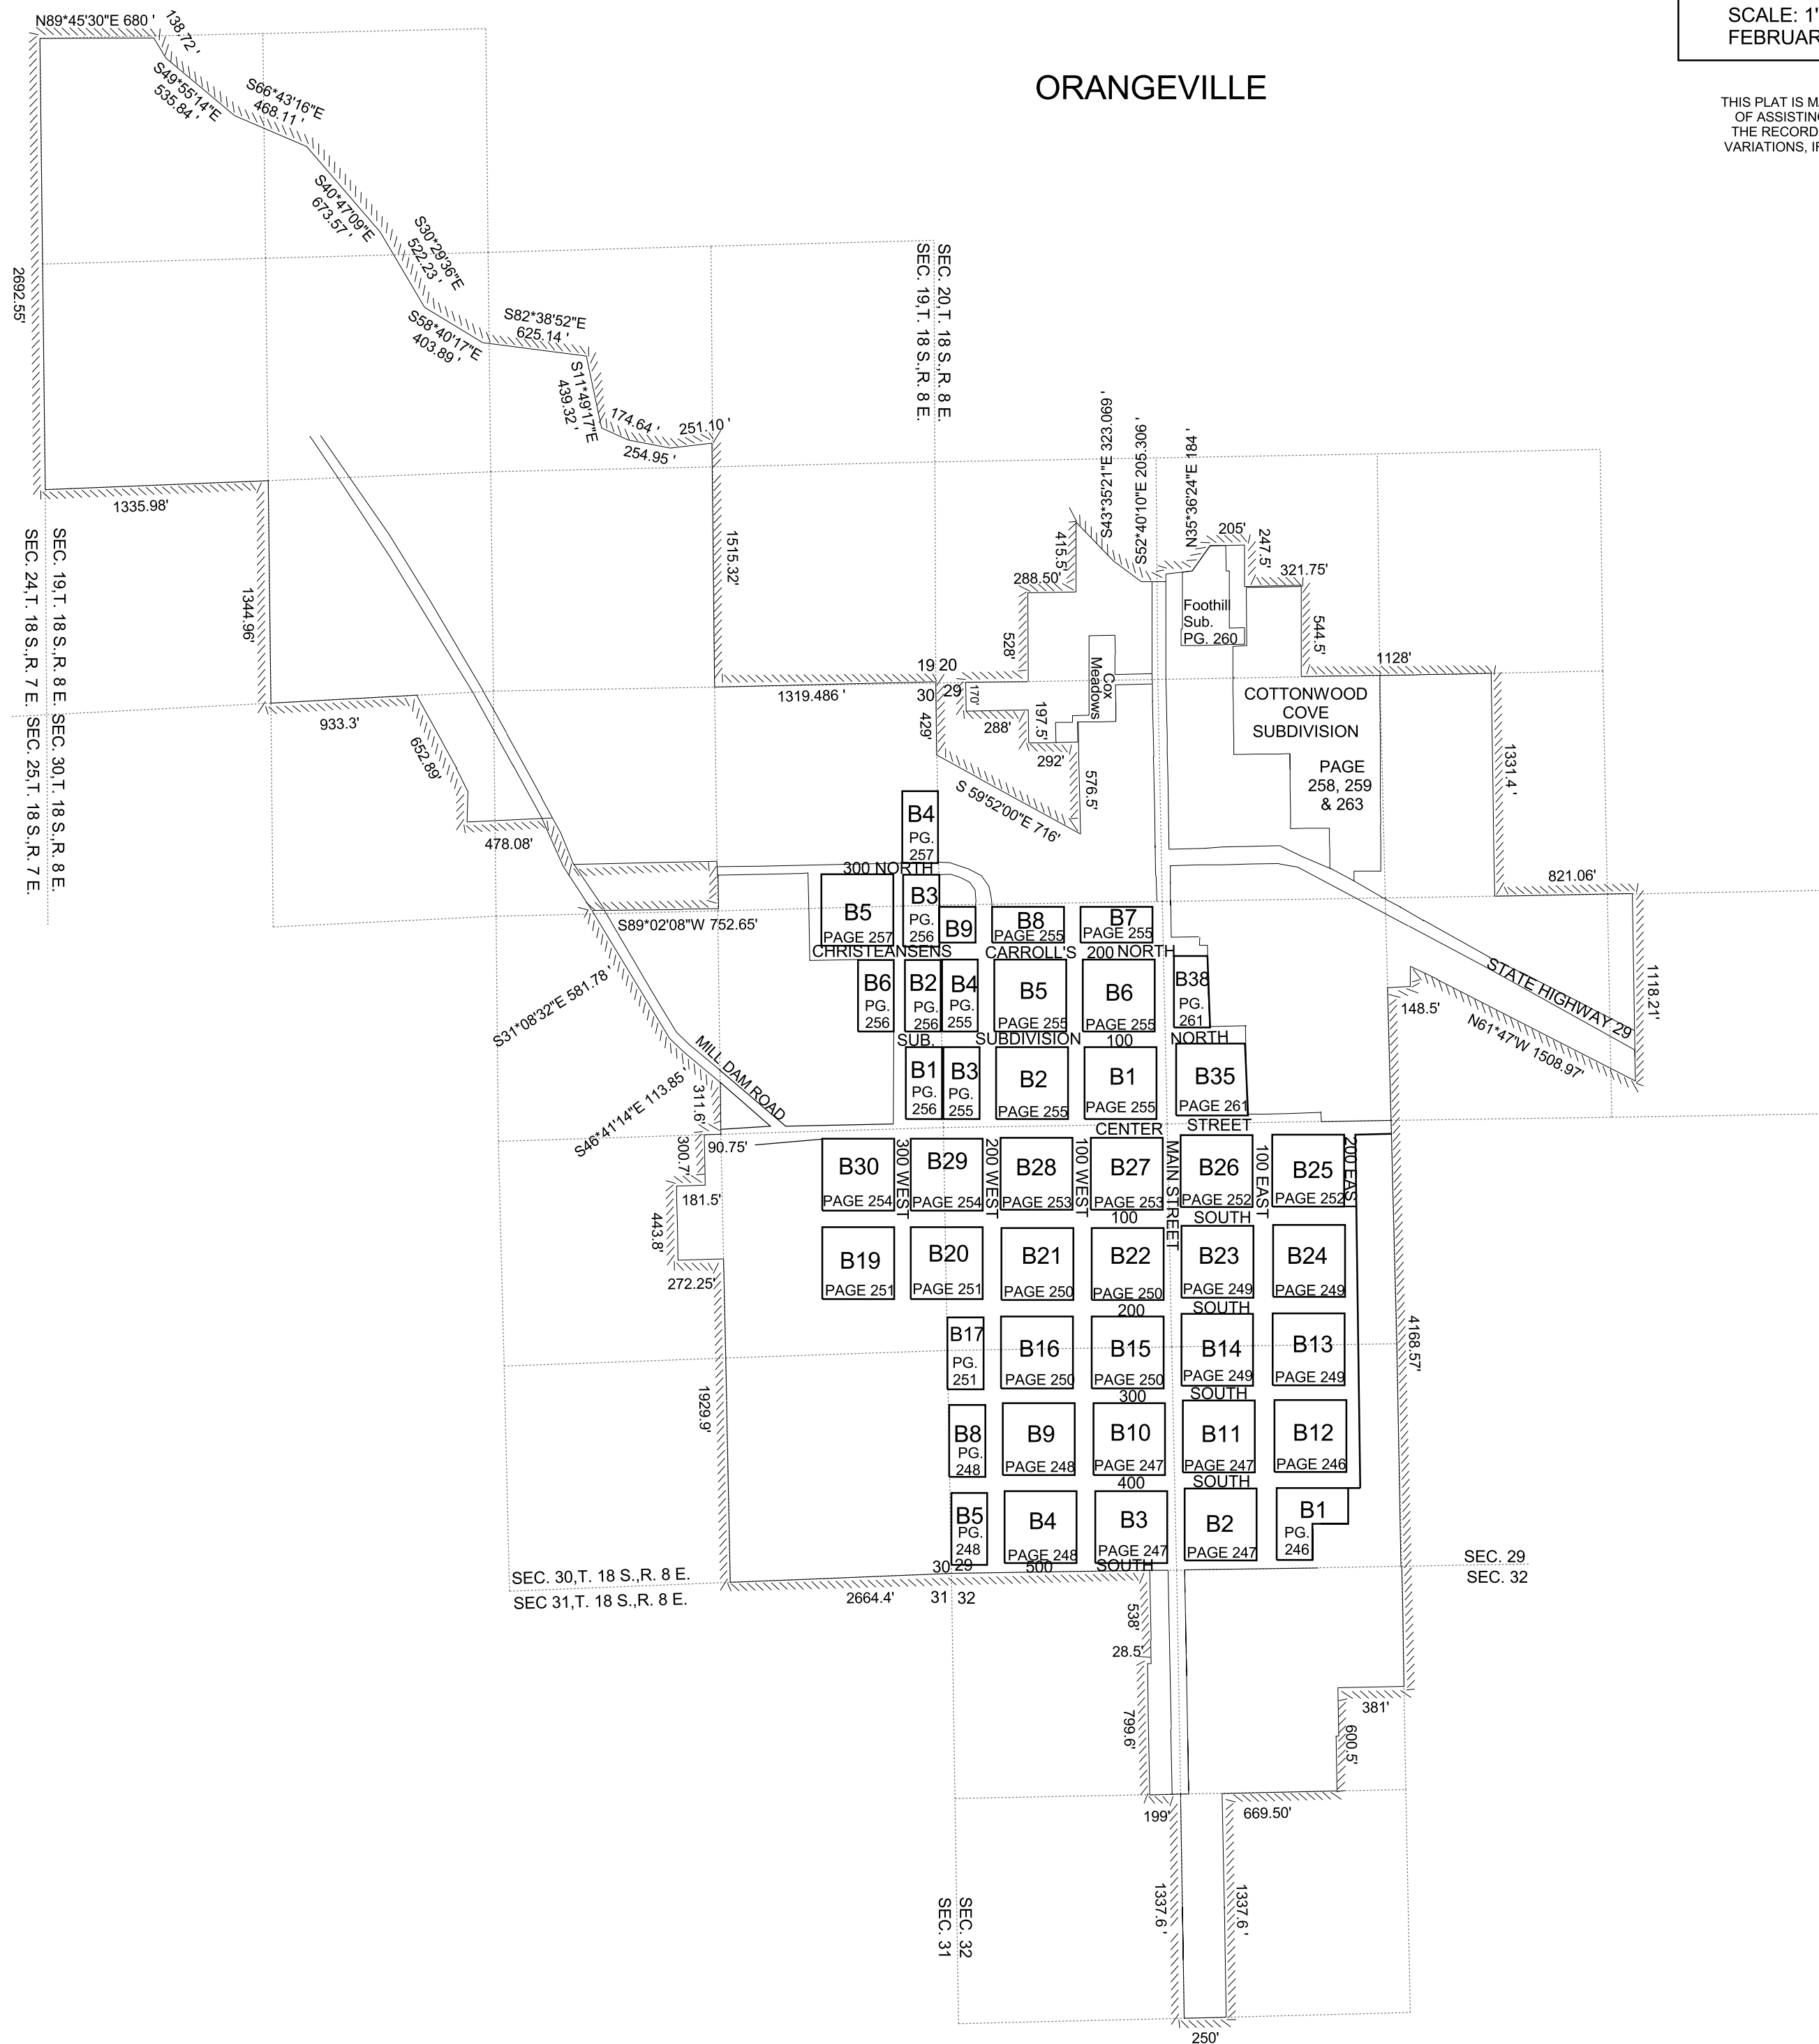 SCALE: 1'
FEBRUAR
ORANGEVILLE
THIS PLAT IS M
OF ASSISTIN
THE RECORD
VARIATIONS, I
N89*45'30"E 680 '
138.72 '
S49*55'14"E
535.84 '
S66*43'16"E
468.11 '
S40*47'09"E
673.57 '
S30*29'36"E
522.23 '
S58*40'17"E
403.89 '
S82*38'52"E
625.14 '
S11*49'17"E
439.32 '
174.64 '
254.95 '
251.10 '
2692.55'
1335.98'
1344.96'
SEC. 19,T. 18 S.,R. 8 E.
SEC. 20,T. 18 S.,R. 8 E.
SEC. 24,T. 18 S.,R. 7 E.
SEC. 19,T. 18 S.,R. 8 E.
SEC. 25,T. 18 S.,R. 7 E.
SEC. 30,T. 18 S.,R. 8 E.
933.3'
652.89'
478.08'
1515.32'
1319.486 '
19 20
30 29
429'
170'
288'
197.5'
292'
576.5'
S 59*52'00"E 716'
528'
288.50'
415.5'
S43*35'21"E 323.069 '
S52*40'10"E 205.306 '
N35*36'24"E 184 '
205'
247.5'
321.75'
544.5'
1128'
1331.4 '
821.06'
1118.21'
Foothill
Sub.
PG. 260
Cox
Meadows
COTTONWOOD
COVE
SUBDIVISION
PAGE
258, 259
& 263
STATE HIGHWAY 29
N61*47'W 1508.97'
148.5'
B4
PG.
257
300 NORTH
B5
PAGE 257
B3
PG.
256
B9
B8
PAGE 255
B7
PAGE 255
CHRISTEANSENS
CARROLL'S
200 NORTH
S89*02'08"W 752.65'
S31*08'32"E 581.78 '
S46*41'14"E 113.85 '
MILL DAM ROAD
311.6'
B6
PG.
256
B2
PG.
256
B4
PG.
255
B5
PAGE 255
B6
PAGE 255
B38
PG.
261
SUB.
SUBDIVISION
100
NORTH
B1
PG.
256
B3
PG.
255
B2
PAGE 255
B1
PAGE 255
B35
PAGE 261
CENTER
STREET
90.75'
300.7'
181.5'
443.8'
272.25'
1929.9'
B30
PAGE 254
300 WEST
B29
PAGE 254
200 WEST
B28
PAGE 253
100 WEST
B27
PAGE 253
MAIN STREET
B26
PAGE 252
100 EAST
B25
PAGE 252
200 EAS
100
SOUTH
B19
PAGE 251
B20
PAGE 251
B21
PAGE 250
B22
PAGE 250
B23
PAGE 249
B24
PAGE 249
200
SOUTH
B17
PG.
251
B16
PAGE 250
B15
PAGE 250
B14
PAGE 249
B13
PAGE 249
300
SOUTH
4168.57'
B8
PG.
248
B9
PAGE 248
B10
PAGE 247
B11
PAGE 247
B12
PAGE 246
400
SOUTH
B5
PG.
248
B4
PAGE 248
B3
PAGE 247
B2
PAGE 247
B1
PG.
246
30 29
500
SOUTH
SEC. 30,T. 18 S.,R. 8 E.
SEC 31,T. 18 S.,R. 8 E.
SEC. 29
SEC. 32
2664.4'
31 32
538'
28.5'
799.6'
199'
381'
600.5'
669.50'
1337.6 '
1337.6 '
SEC. 31
SEC. 32
250'